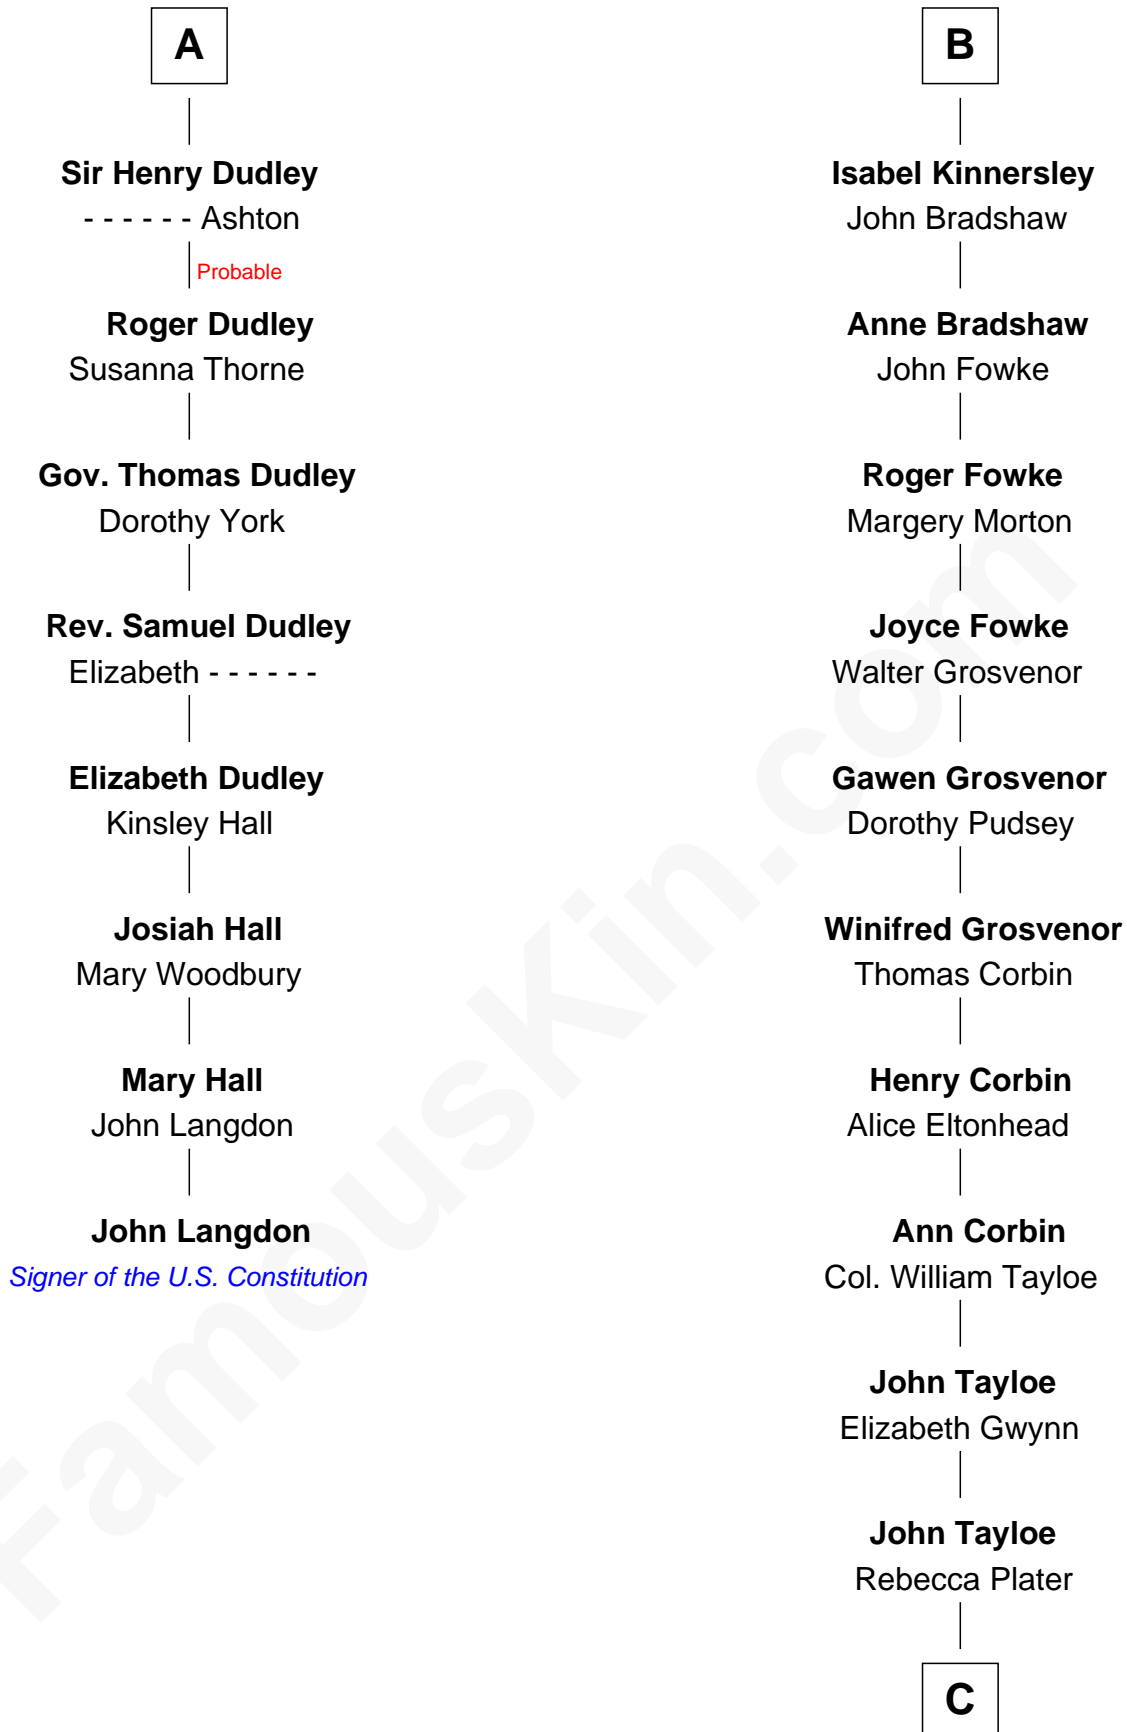 A
Sir Henry Dudley
- - - - - - Ashton
Probable
Roger Dudley
Susanna Thorne
Gov. Thomas Dudley
Dorothy York
Rev. Samuel Dudley
Elizabeth - - - - - -
Elizabeth Dudley
Kinsley Hall
Josiah Hall
Mary Woodbury
Mary Hall
John Langdon
John Langdon
Signer of the U.S. Constitution
B
Isabel Kinnersley
John Bradshaw
Anne Bradshaw
John Fowke
Roger Fowke
Margery Morton
Joyce Fowke
Walter Grosvenor
Gawen Grosvenor
Dorothy Pudsey
Winifred Grosvenor
Thomas Corbin
Henry Corbin
Alice Eltonhead
Ann Corbin
Col. William Tayloe
John Tayloe
Elizabeth Gwynn
John Tayloe
Rebecca Plater
C
FamousKin.com